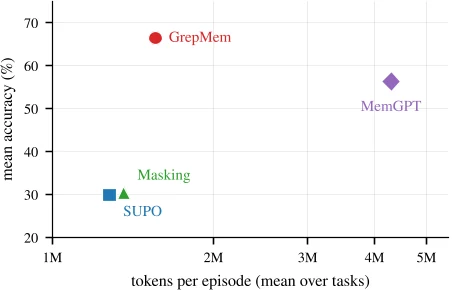 70
60
50
40
30
20
mean accuracy (%)
GrepMem
MemGPT
Masking
SUPO
1M 2M 3M 4M 5M
tokens per episode (mean over tasks)